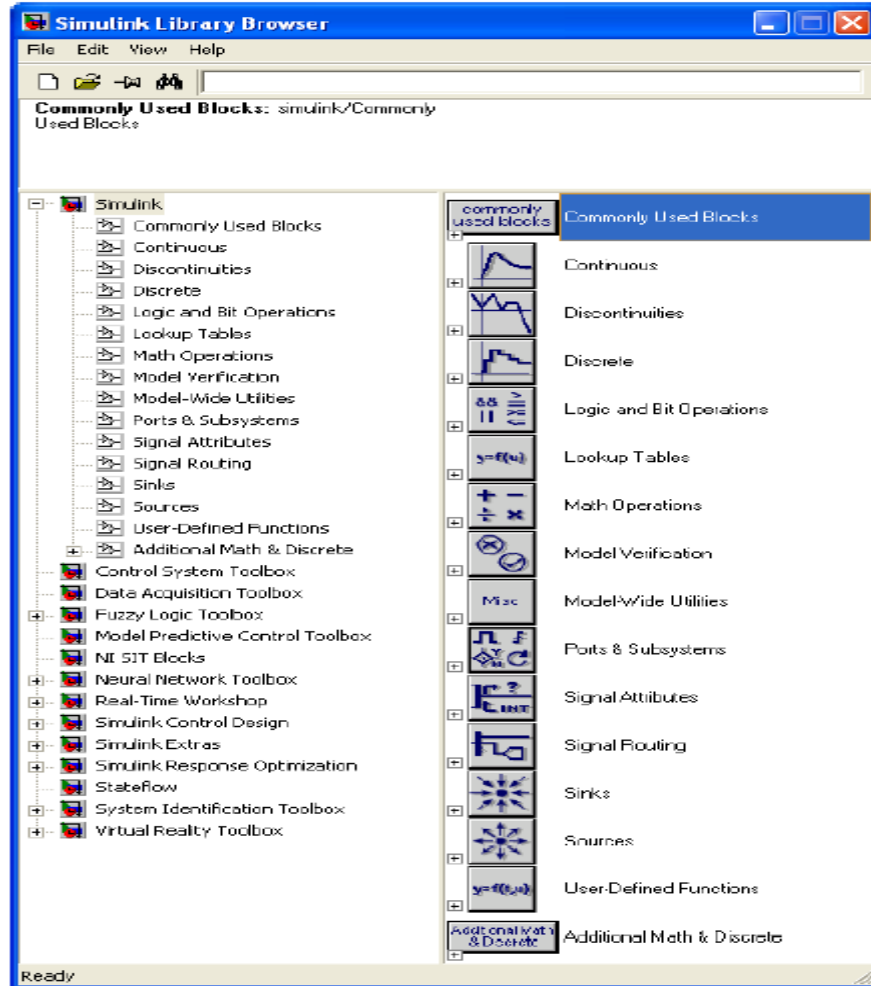 Simulink Library Browser
File Edit View Help
Commonly Used Blocks: simulink/Commonly
Used Blocks
Simulink
Commonly Used Blocks
Continuous
Discontinuities
Discrete
Logic and Bit Operations
Lookup Tables
Math Operations
Model Verification
Model-Wide Utilities
Ports & Subsystems
Signal Attributes
Signal Routing
Sinks
Sources
User-Defined Functions
Additional Math & Discrete
Control System Toolbox
Data Acquisition Toolbox
Fuzzy Logic Toolbox
Model Predictive Control Toolbox
NI SIT Blocks
Neural Network Toolbox
Real-Time Workshop
Simulink Control Design
Simulink Extras
Simulink Response Optimization
Stateflow
System Identification Toolbox
Virtual Reality Toolbox
commonly
used blocks
Commonly Used Blocks
Continuous
Discontinuities
Discrete
Logic and Bit Operations
y=f(u)
Lookup Tables
Math Operations
Model Verification
Misc
Model-Wide Utilities
Ports & Subsystems
INT
Signal Attributes
Signal Routing
Sinks
Sources
y=f(t,u)
User-Defined Functions
Additional Math
& Discrete
Additional Math & Discrete
Ready